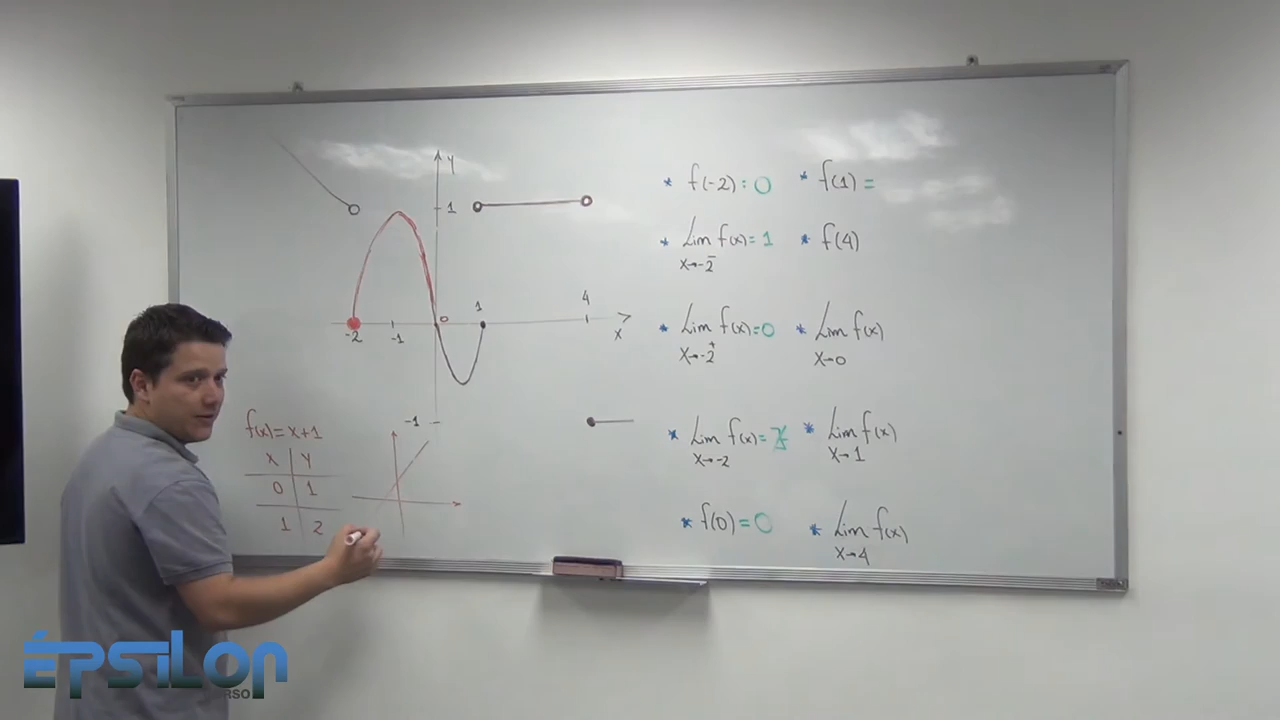 y
1
4
1
0
-2
-1
x
-1
* f(-2) : 0
* Lim f(x) = 1
x→-2⁻
* Lim f(x) = 0
x→-2⁺
* Lim f(x) = ∄
x→-2
* f(0) = 0
* f(1) =
* f(4)
* Lim f(x)
x→0
* Lim f(x)
x→1
* Lim f(x)
x→4
f(x) = x+1
x y
0 1
1 2
ÉPSILON
RSO